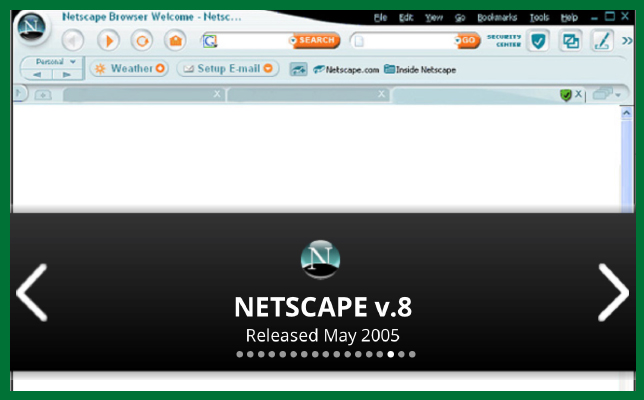 Netscape Browser Welcome - Netsc...
File Edit View Go Bookmarks Tools Help
SEARCH GO SECURITY CENTER
Personal
Weather Setup E-mail Netscape.com Inside Netscape
N
NETSCAPE v.8
Released May 2005